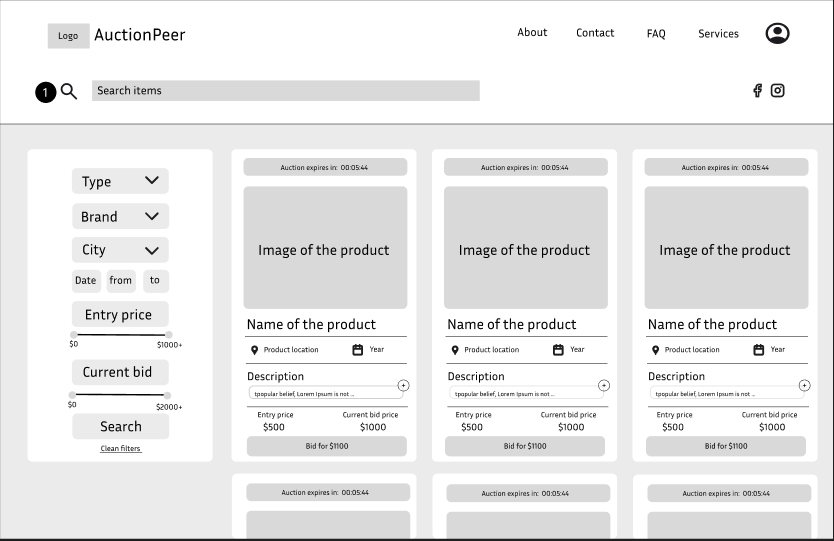 Logo AuctionPeer About Contact FAQ Services
1 Search items
Type
Brand
City
Date from to
Entry price
$0 $1000+
Current bid
$0 $2000+
Search
Clean filters
Auction expires in: 00:05:44
Image of the product
Name of the product
Product location Year
Description
tpopular belief, Lorem Ipsum is not ...
+
Entry price Current bid price
$500 $1000
Bid for $1100
Auction expires in: 00:05:44
Image of the product
Name of the product
Product location Year
Description
tpopular belief, Lorem Ipsum is not ...
+
Entry price Current bid price
$500 $1000
Bid for $1100
Auction expires in: 00:05:44
Image of the product
Name of the product
Product location Year
Description
tpopular belief, Lorem Ipsum is not ...
+
Entry price Current bid price
$500 $1000
Bid for $1100
Auction expires in: 00:05:44
Auction expires in: 00:05:44
Auction expires in: 00:05:44